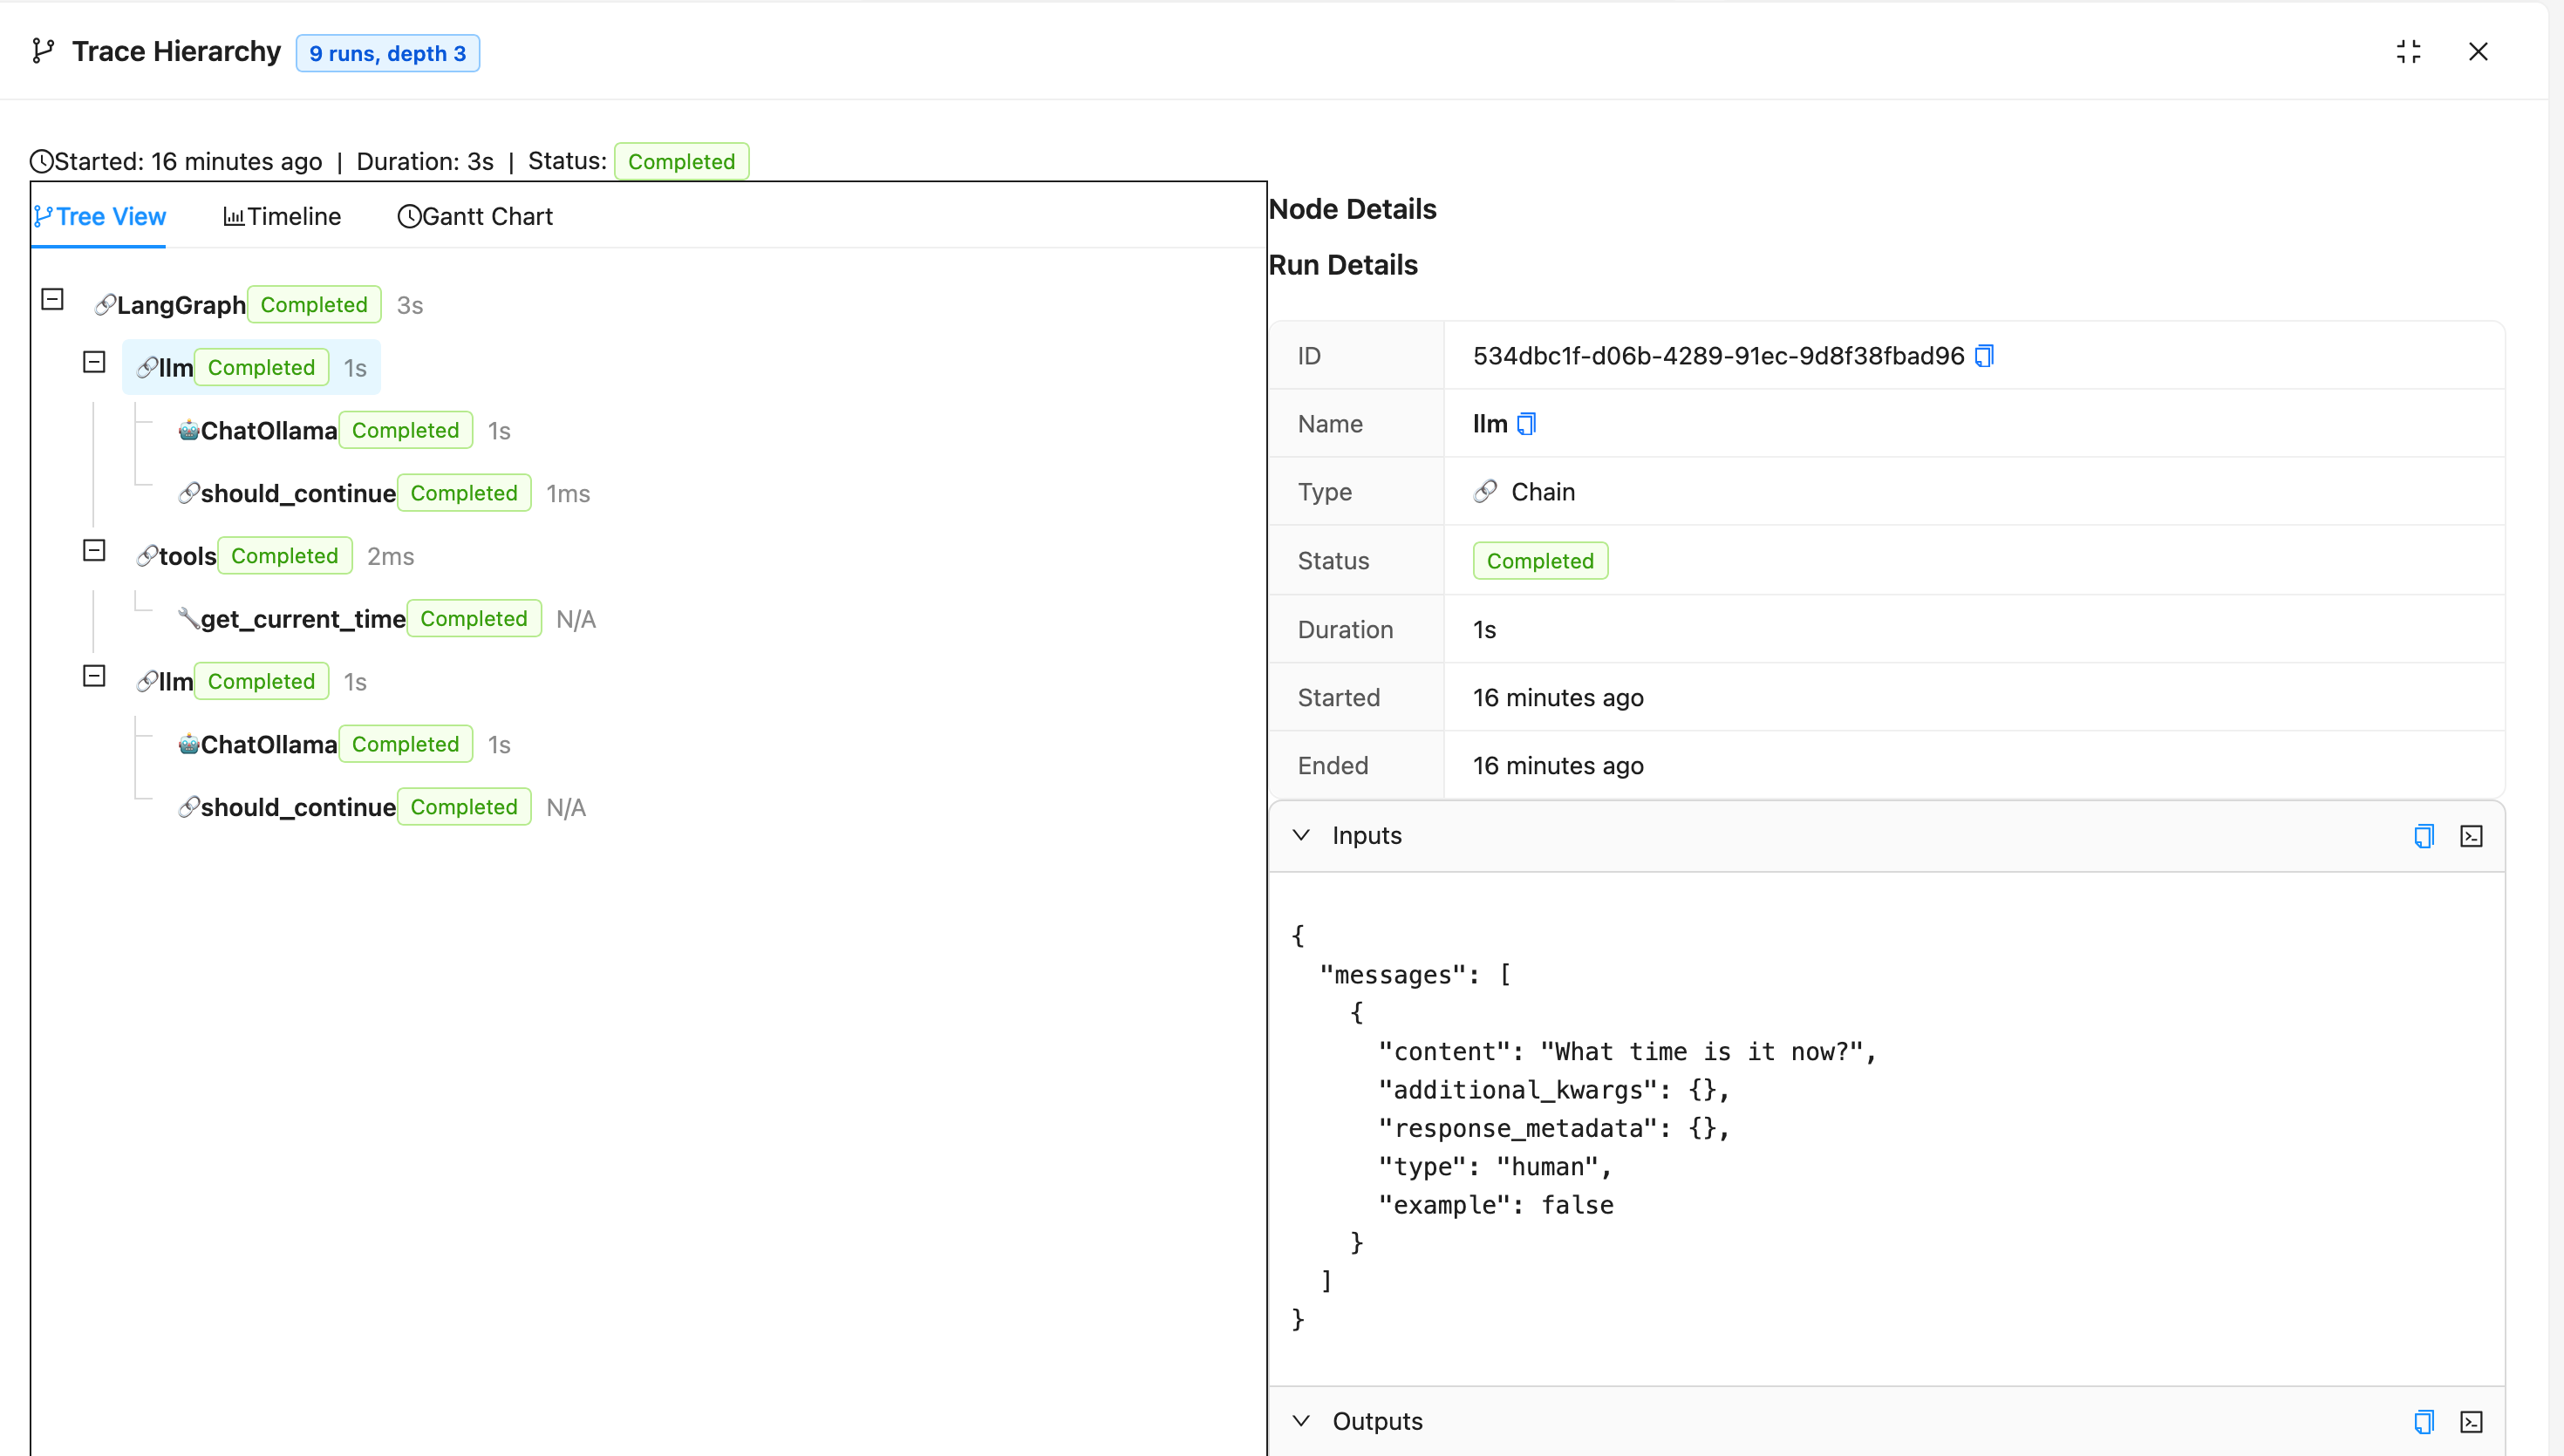 Trace Hierarchy 9 runs, depth 3
Started: 16 minutes ago | Duration: 3s | Status: Completed
Tree View Timeline Gantt Chart
LangGraph Completed 3s
llm Completed 1s
ChatOllama Completed 1s
should_continue Completed 1ms
tools Completed 2ms
get_current_time Completed N/A
llm Completed 1s
ChatOllama Completed 1s
should_continue Completed N/A
Node Details
Run Details
ID 534dbc1f-d06b-4289-91ec-9d8f38fbad96
Name llm
Type Chain
Status Completed
Duration 1s
Started 16 minutes ago
Ended 16 minutes ago
Inputs
{
  "messages": [
    {
      "content": "What time is it now?",
      "additional_kwargs": {},
      "response_metadata": {},
      "type": "human",
      "example": false
    }
  ]
}
Outputs